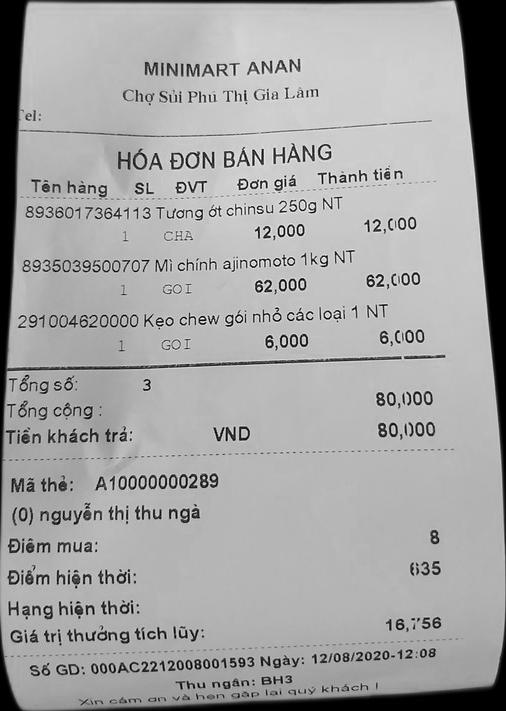 MINIMART ANAN
Chợ Sủi Phú Thị Gia Lâm
Tel:
HÓA ĐƠN BÁN HÀNG
Tên hàng SL ĐVT Đơn giá Thành tiền
8936017364113 Tương ớt chinsu 250g NT
1 CHA 12,000 12,000
8935039500707 Mì chính ajinomoto 1kg NT
1 GOI 62,000 62,000
291004620000 Kẹo chew gói nhỏ các loại 1 NT
1 GOI 6,000 6,000
Tổng số: 3
Tổng cộng : 80,000
Tiền khách trả: VND 80,000
Mã thẻ: A10000000289
(0) nguyễn thị thu ngà
Điêm mua: 8
Điểm hiện thời: 635
Hạng hiện thời:
Giá trị thưởng tích lũy: 16,756
Số GD: 000AC2212008001593 Ngày: 12/08/2020-12:08
Thu ngân: BH3
Xin cám ơn và hẹn gặp lại quý khách !